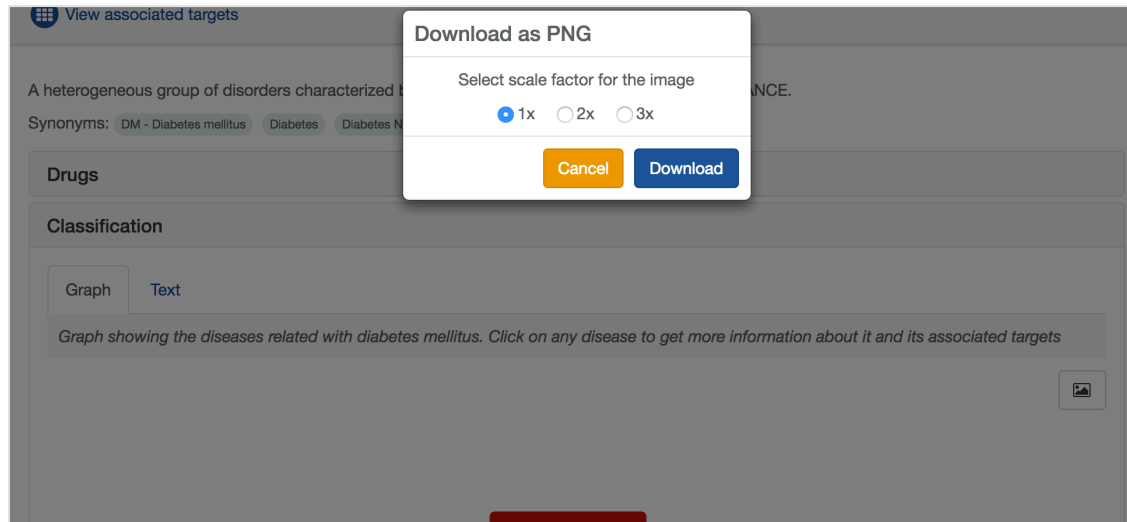 View associated targets
Download as PNG
Select scale factor for the image
1x 2x 3x
Cancel Download
A heterogeneous group of disorders characterized NCE.
Synonyms: DM - Diabetes mellitus Diabetes Diabetes N
Drugs
Classification
Graph Text
Graph showing the diseases related with diabetes mellitus. Click on any disease to get more information about it and its associated targets